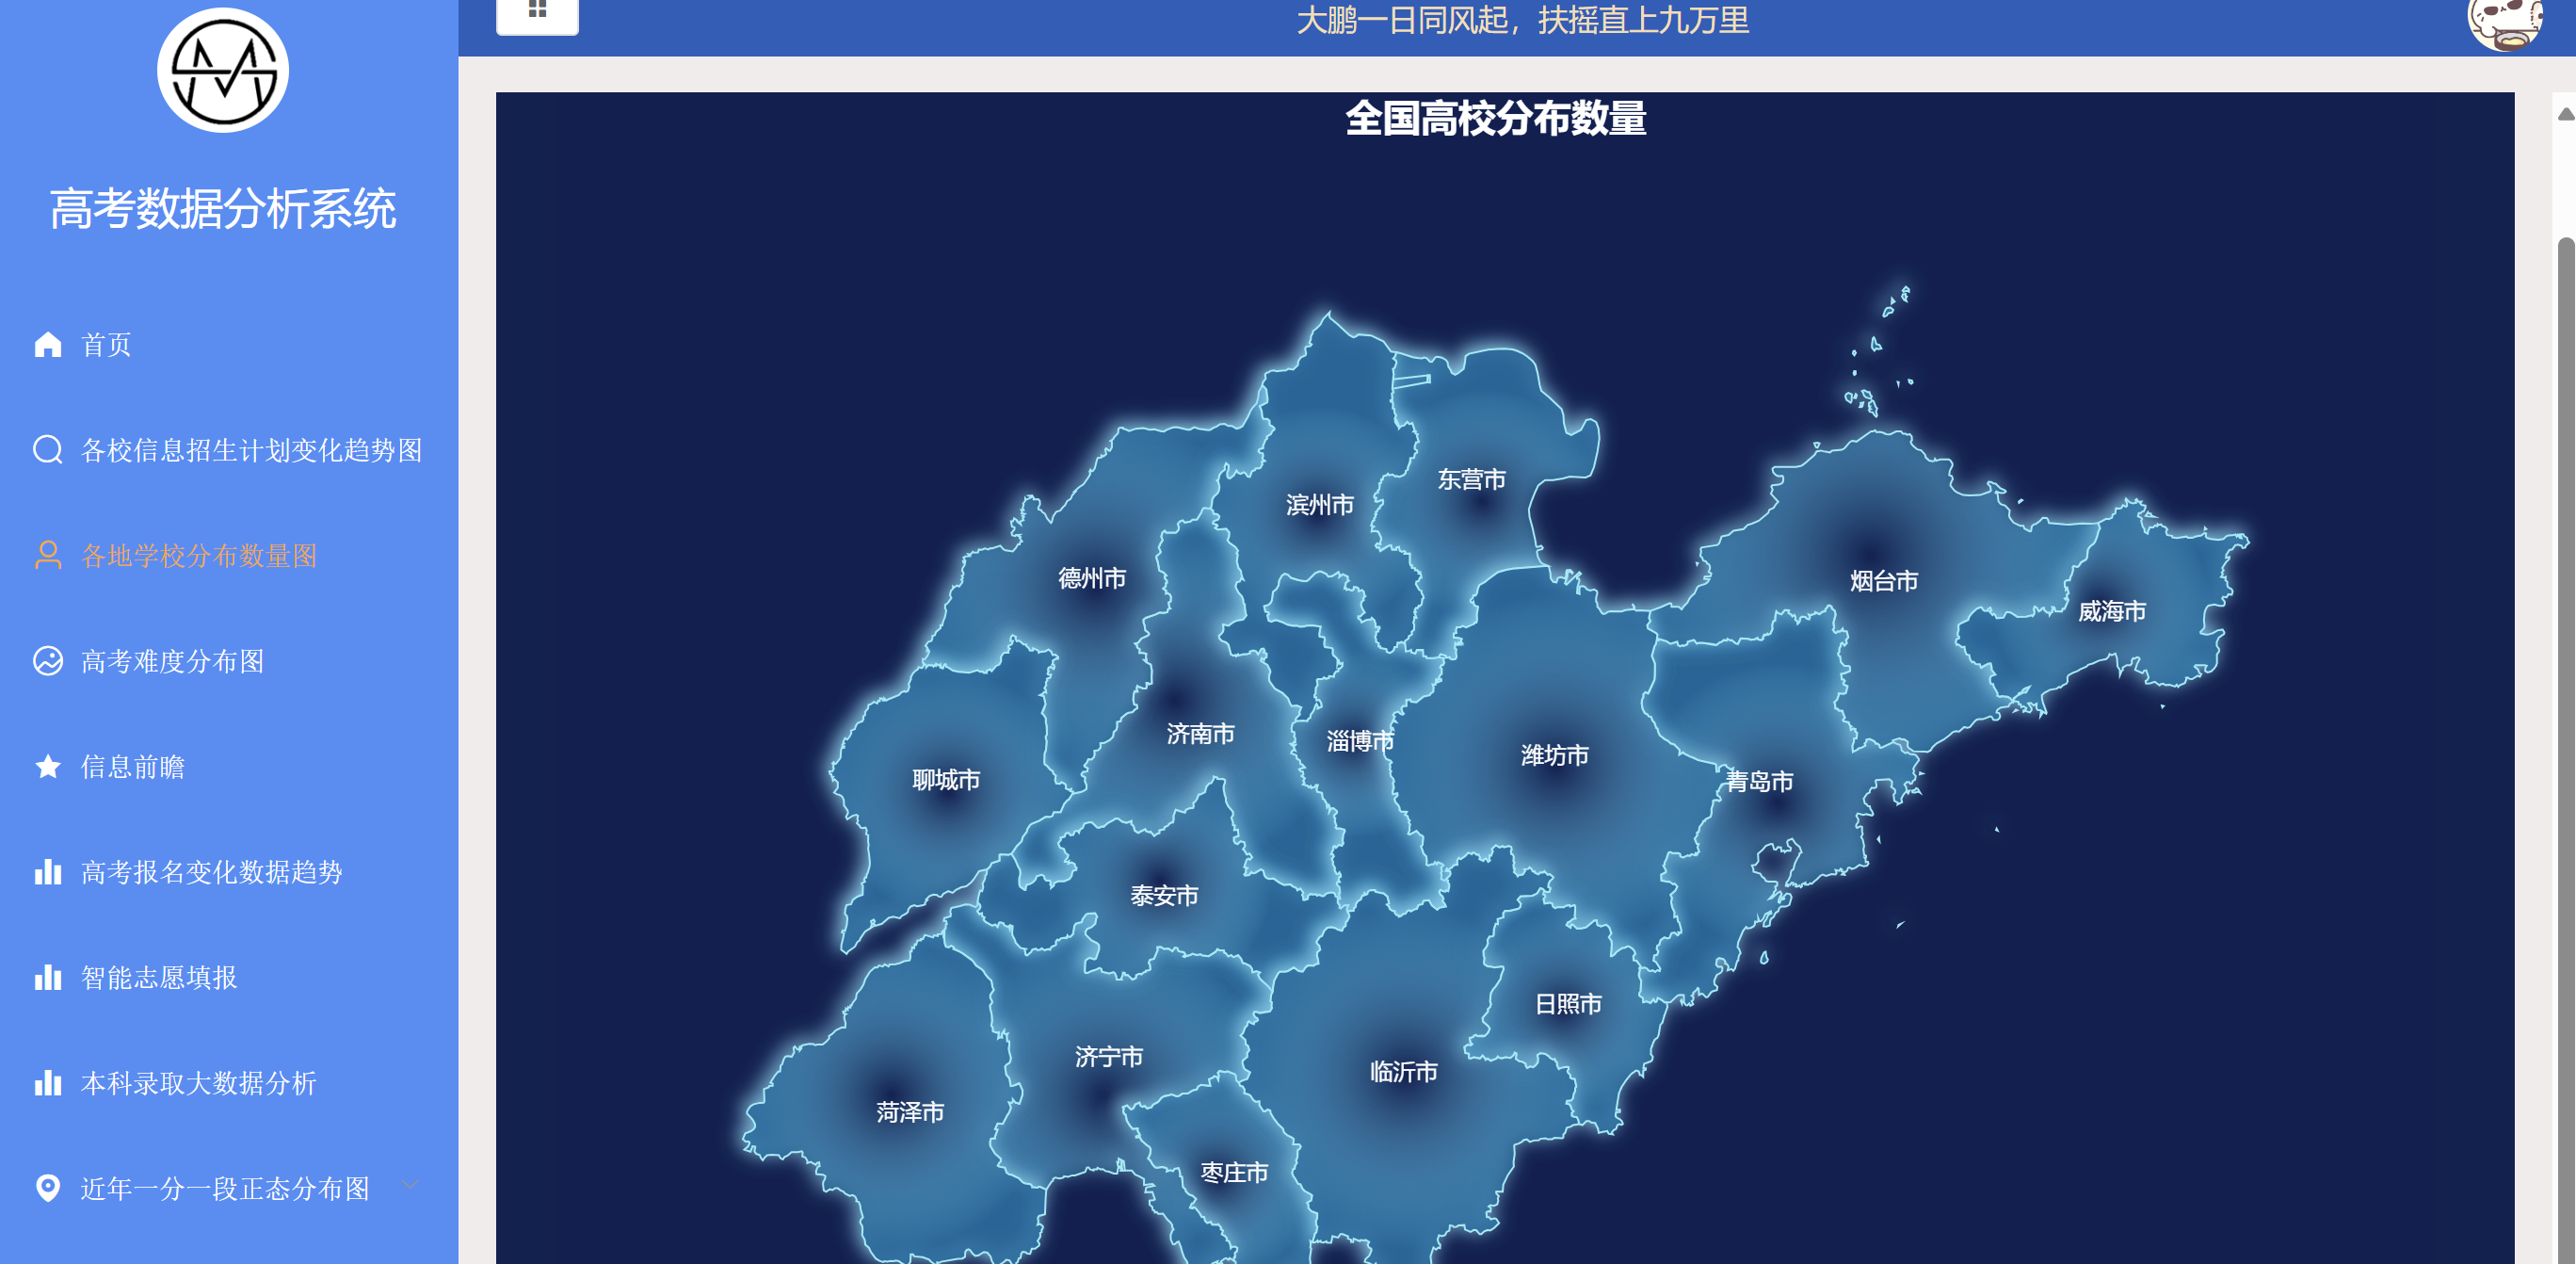 大鹏一日同风起，扶摇直上九万里
高考数据分析系统
首页
各校信息招生计划变化趋势图
各地学校分布数量图
高考难度分布图
信息前瞻
高考报名变化数据趋势
智能志愿填报
本科录取大数据分析
近年一分一段正态分布图
全国高校分布数量
东营市
滨州市
德州市
烟台市
威海市
济南市
淄博市
潍坊市
聊城市
青岛市
泰安市
日照市
济宁市
临沂市
菏泽市
枣庄市